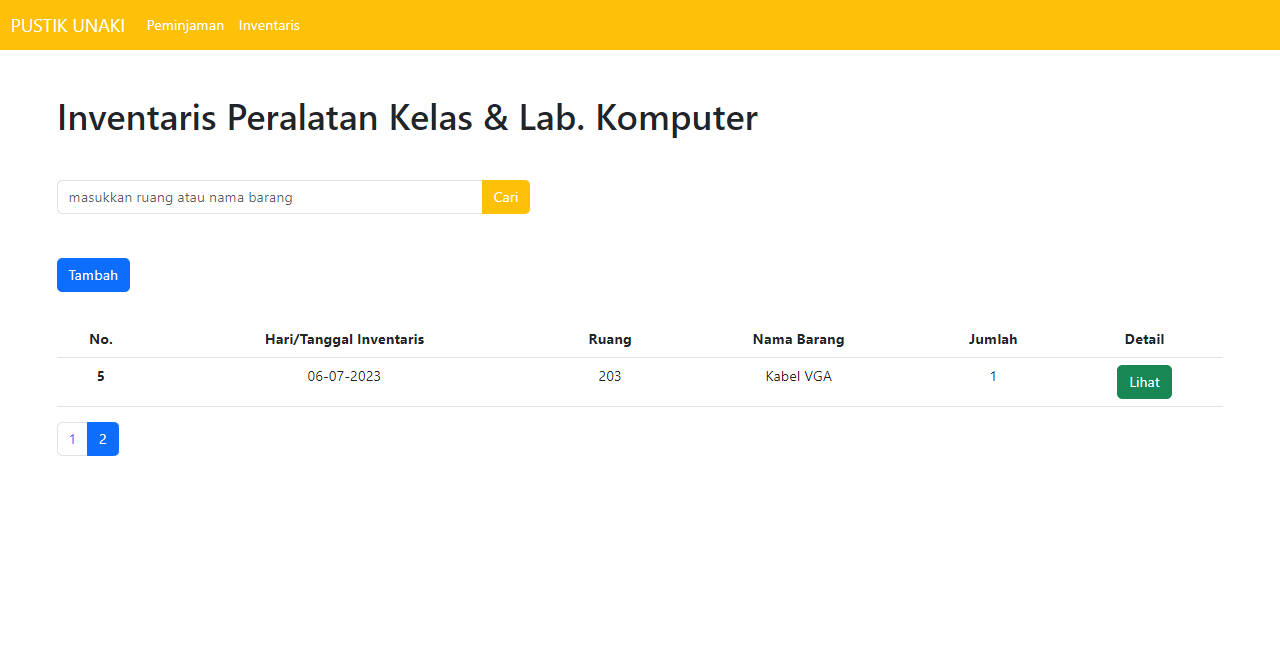 PUSTIK UNAKI Peminjaman Inventaris
Inventaris Peralatan Kelas & Lab. Komputer
masukkan ruang atau nama barang Cari
Tambah
No. Hari/Tanggal Inventaris Ruang Nama Barang Jumlah Detail
5 06-07-2023 203 Kabel VGA 1 Lihat
1 2